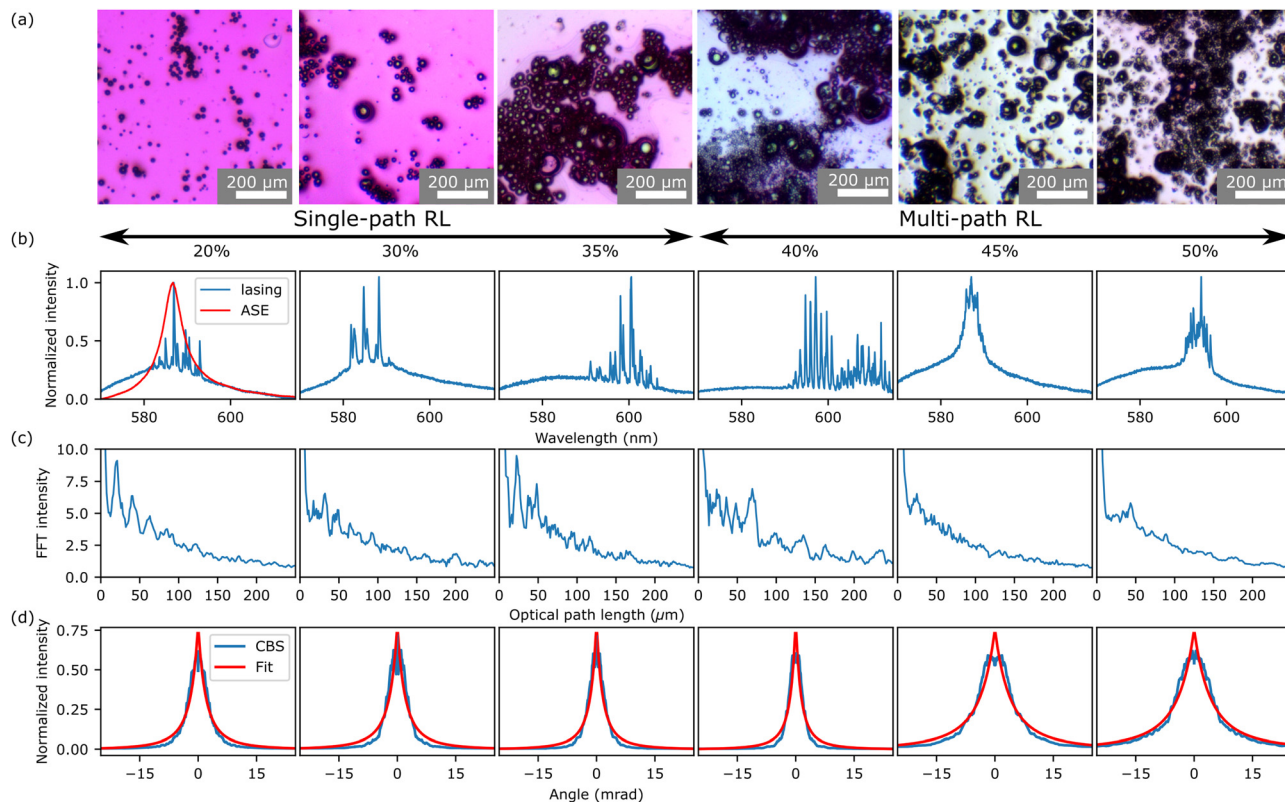 (a)
200 µm 200 µm 200 µm 200 µm 200 µm 200 µm
Single-path RL Multi-path RL
(b) 20% 30% 35% 40% 45% 50%
Normalized intensity
1.0
0.5
0.0
lasing
ASE
580 600 580 600 580 600 580 600 580 600 580 600
Wavelength (nm)
(c)
FFT intensity
10.0
7.5
5.0
2.5
0.0
0 50 100 150 200 0 50 100 150 200 0 50 100 150 200 0 50 100 150 200 0 50 100 150 200 0 50 100 150 200
Optical path length (µm)
(d)
Normalized intensity
0.75
0.50
0.25
0.00
CBS
Fit
−15 0 15 −15 0 15 −15 0 15 −15 0 15 −15 0 15 −15 0 15
Angle (mrad)